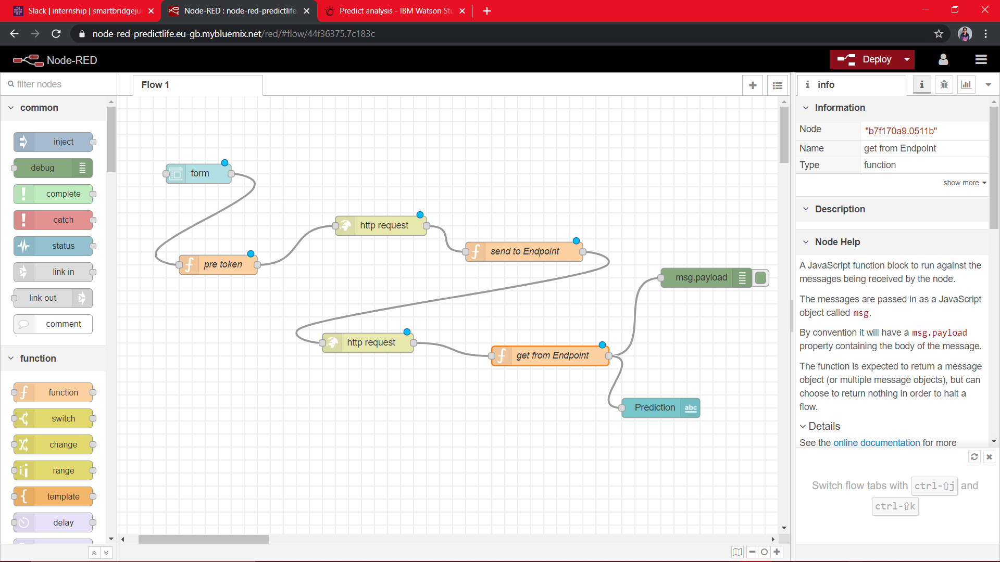 Slack | internship | smartbridgeju
Node-RED : node-red-predictlife.
Predict analysis - IBM Watson Stu
node-red-predictlife.eu-gb.mybluemix.net/red/#flow/44f36375.7c183c
Node-RED
Deploy
filter nodes
Flow 1
info
common
inject
debug
complete
catch
status
link in
link out
comment
function
function
switch
change
range
template
delay
form
pre token
http request
send to Endpoint
msg.payload
http request
get from Endpoint
Prediction
abc
Information
Node "b7f170a9.0511b"
Name get from Endpoint
Type function
show more
Description
Node Help
A JavaScript function block to run against the
messages being received by the node.
The messages are passed in as a JavaScript
object called msg.
By convention it will have a msg.payload
property containing the body of the message.
The function is expected to return a message
object (or multiple message objects), but can
choose to return nothing in order to halt a
flow.
Details
See the online documentation for more
Switch flow tabs with ctrl-⇧j and
ctrl-⇧k